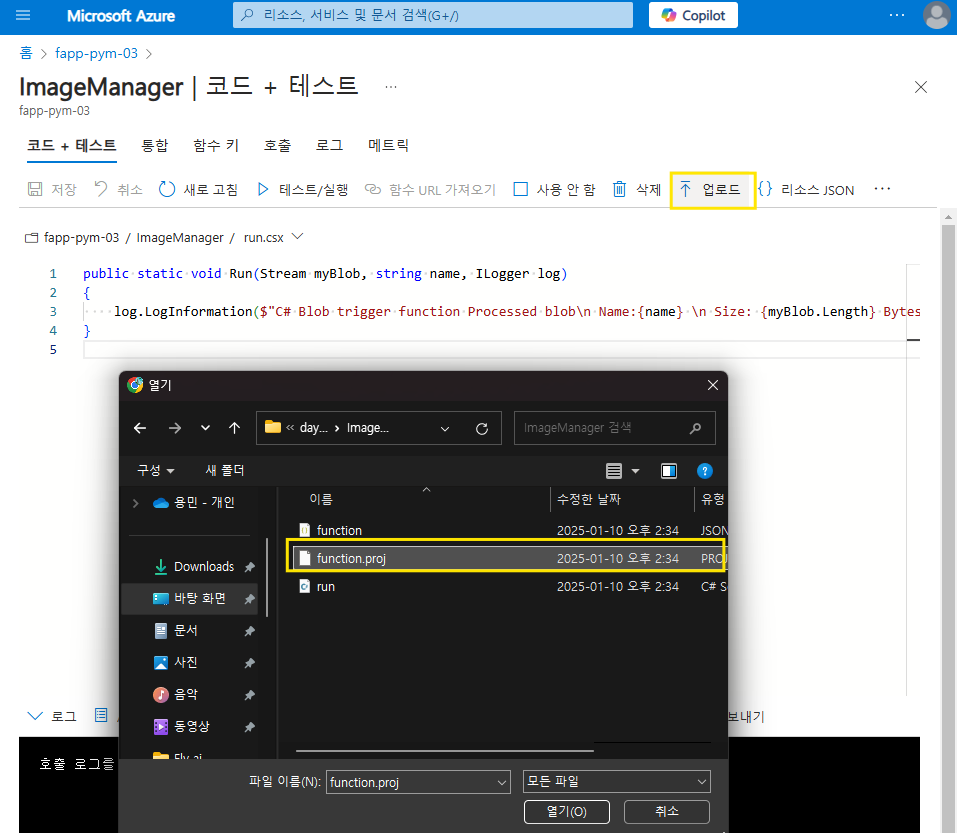 Microsoft Azure
리소스, 서비스 및 문서 검색(G+/)
Copilot
...
홈 > fapp-pym-03 >
ImageManager | 코드 + 테스트 ...
fapp-pym-03
코드 + 테스트 통합 함수 키 호출 로그 메트릭
저장 취소 새로 고침 테스트/실행 함수 URL 가져오기 사용 안 함 삭제 업로드 {} 리소스 JSON ...
fapp-pym-03 / ImageManager / run.csx
1 public static void Run(Stream myBlob, string name, ILogger log)
2 {
3 log.LogInformation($"C# Blob trigger function Processed blob\n Name:{name} \n Size: {myBlob.Length} Bytes
4 }
5
열기
« day... › Image...
ImageManager 검색
구성 새 폴더
?
이름 수정한 날짜 유형
용민 - 개인
function 2025-01-10 오후 2:34 JSON
function.proj 2025-01-10 오후 2:34 PRO
run 2025-01-10 오후 2:34 C# S
Downloads
바탕 화면
문서
사진
음악
동영상
Fly ai
파일 이름(N): function.proj 모든 파일
열기(O) 취소
로그
보내기
호출 로그를